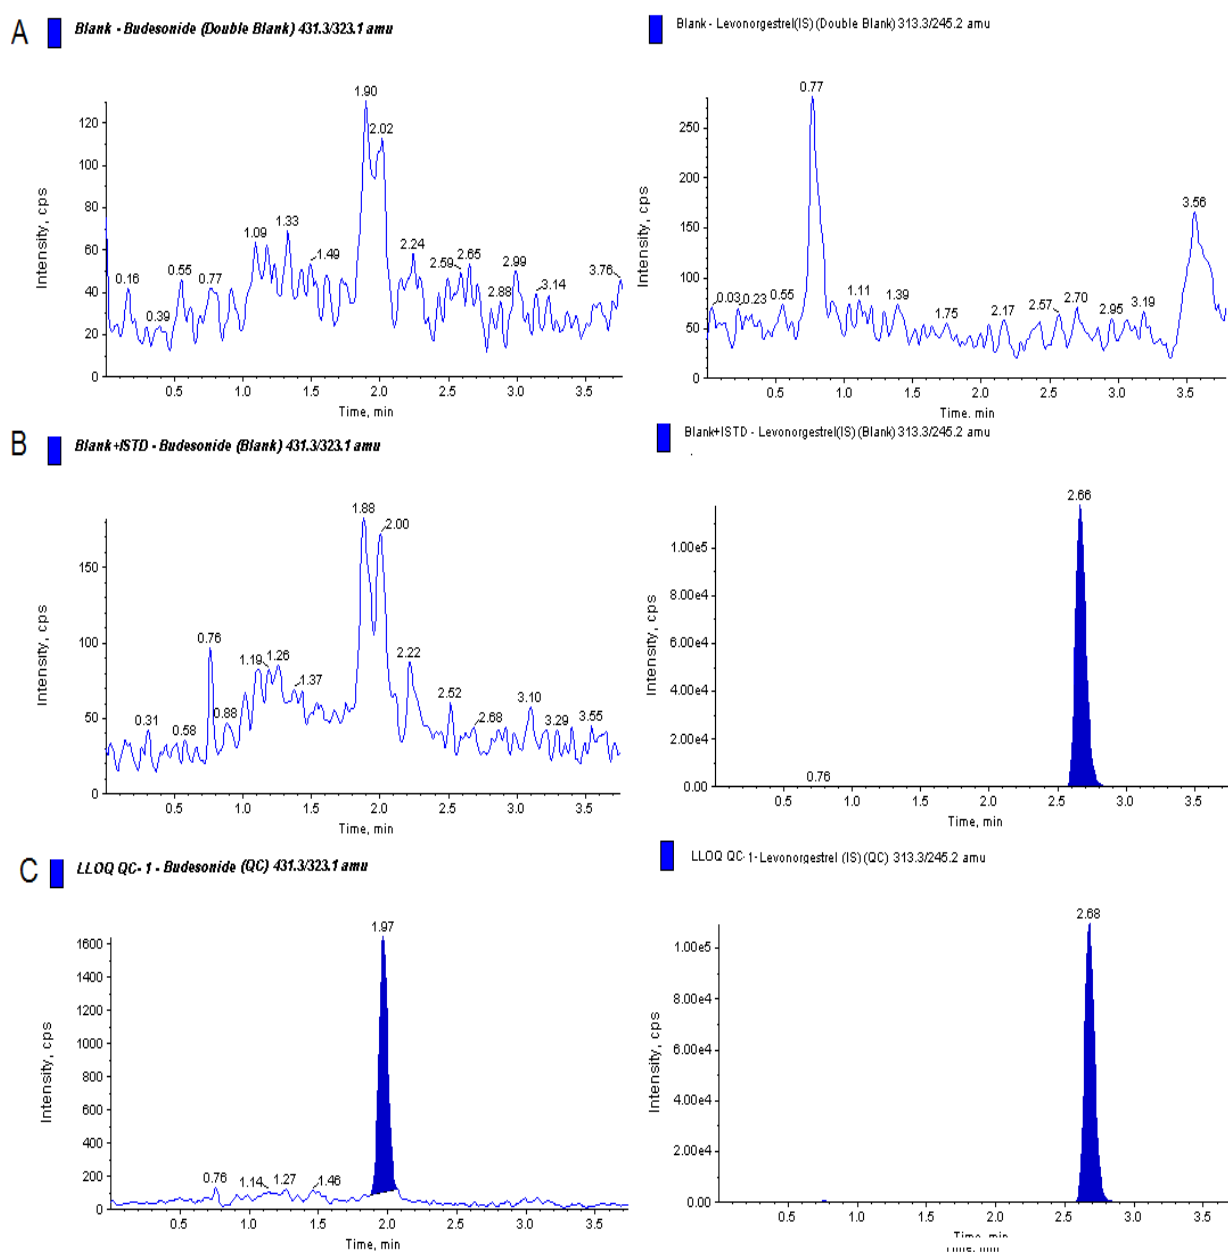 A
Blank - Budesonide (Double Blank) 431.3/323.1 amu
Intensity, cps
120
100
80
60
40
20
0
0.16
0.39
0.55
0.77
1.09
1.33
1.49
1.90
2.02
2.24
2.59
2.65
2.88
2.99
3.14
3.76
0.5 1.0 1.5 2.0 2.5 3.0 3.5
Time, min
Blank - Levonorgestrel(IS) (Double Blank) 313.3/245.2 amu
Intensity, cps
250
200
150
100
50
0
0.03
0.23
0.55
0.77
1.11
1.39
1.75
2.17
2.57
2.70
2.95
3.19
3.56
0.5 1.0 1.5 2.0 2.5 3.0 3.5
Time, min
B
Blank+ISTD - Budesonide (Blank) 431.3/323.1 amu
Intensity, cps
150
100
50
0
0.31
0.58
0.76
0.88
1.19
1.26
1.37
1.88
2.00
2.22
2.52
2.68
3.10
3.29
3.55
0.5 1.0 1.5 2.0 2.5 3.0 3.5
Time, min
Blank+ISTD - Levonorgestrel(IS) (Blank) 313.3/245.2 amu
Intensity, cps
1.00e5
8.00e4
6.00e4
4.00e4
2.00e4
0.00
0.76
2.66
0.5 1.0 1.5 2.0 2.5 3.0 3.5
Time, min
C
LLOQ QC- 1 - Budesonide (QC) 431.3/323.1 amu
Intensity, cps
1600
1400
1200
1000
800
600
400
200
0
0.76
1.14
1.27
1.46
1.97
0.5 1.0 1.5 2.0 2.5 3.0 3.5
Time, min
LLOQ QC- 1- Levonorgestrel (IS) (QC) 313.3/245.2 amu
Intensity, cps
1.00e5
8.00e4
6.00e4
4.00e4
2.00e4
0.00
2.68
0.5 1.0 1.5 2.0 2.5 3.0 3.5